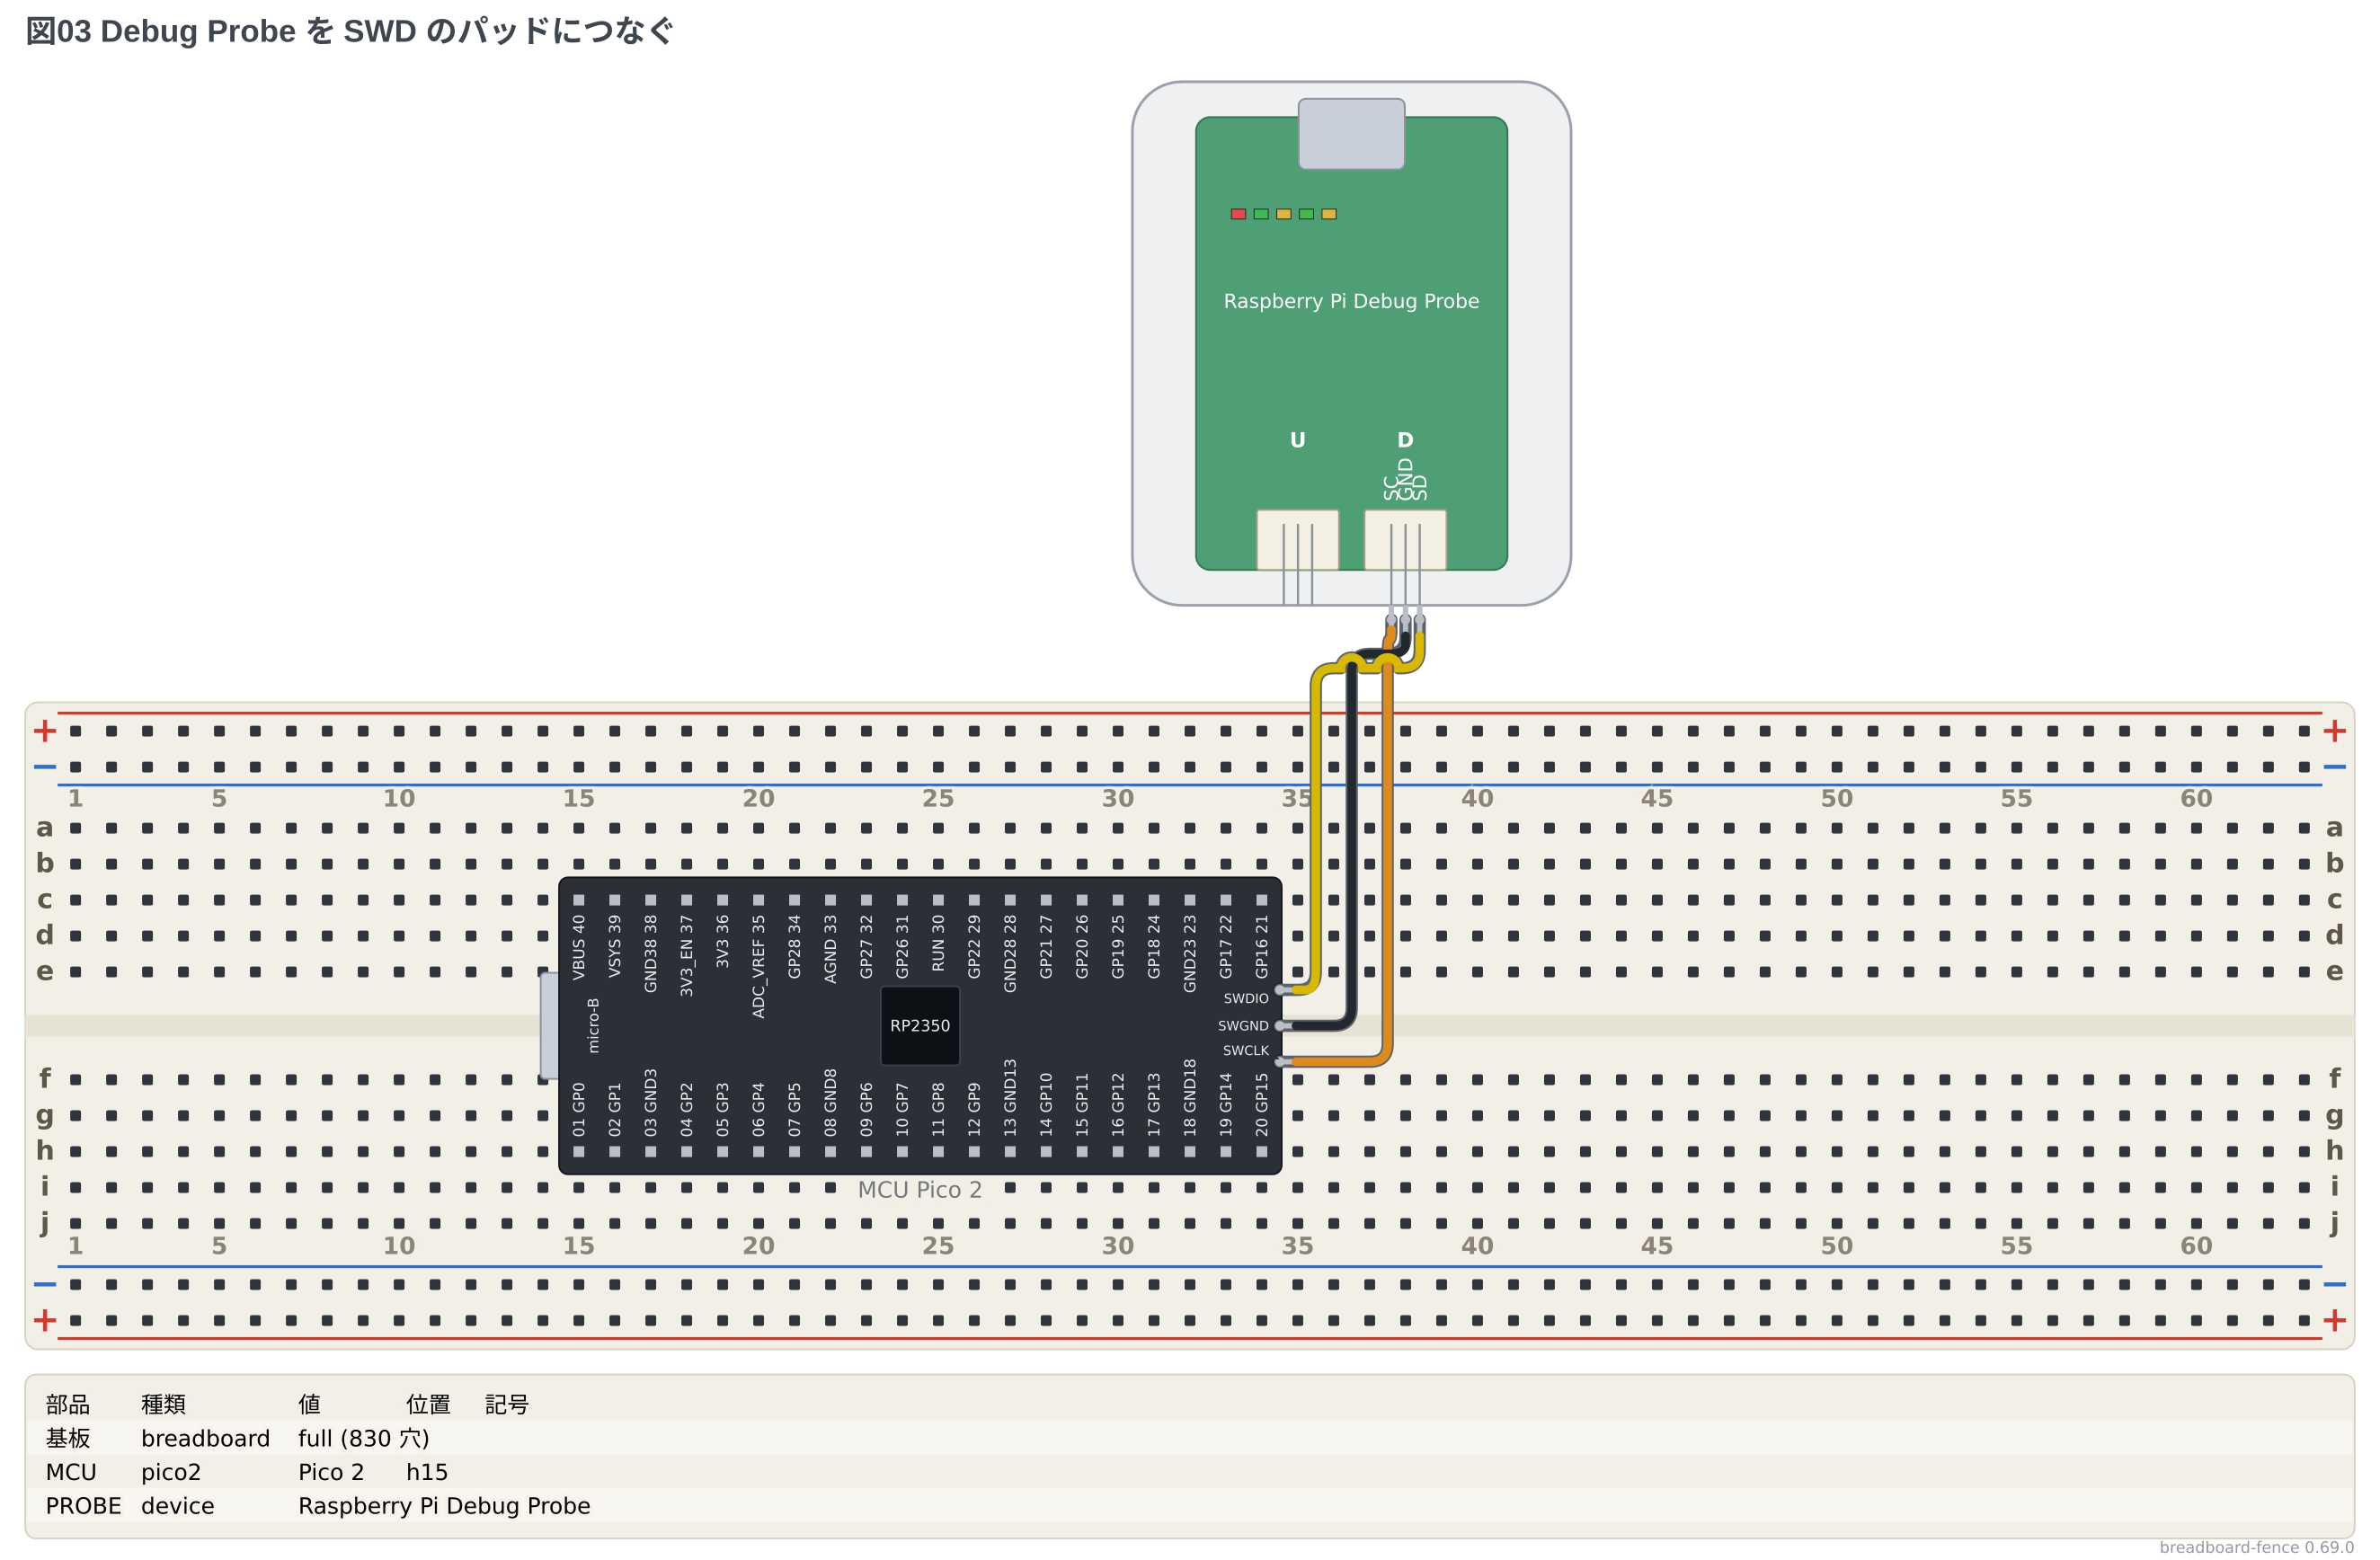 図03 Debug Probe を SWD のパッドにつなぐ
Raspberry Pi Debug Probe
U D
SC GND SD
+ +
− −
1 5 10 15 20 25 30 35 40 45 50 55 60
a a
b b
c c
d d
e e
VBUS 40
VSYS 39
GND38 38
3V3_EN 37
3V3 36
ADC_VREF 35
GP28 34
AGND 33
GP27 32
GP26 31
RUN 30
GP22 29
GND28 28
GP21 27
GP20 26
GP19 25
GP18 24
GND23 23
GP17 22
GP16 21
micro-B
RP2350
SWDIO
SWGND
SWCLK
01 GP0
02 GP1
03 GND3
04 GP2
05 GP3
06 GP4
07 GP5
08 GND8
09 GP6
10 GP7
11 GP8
12 GP9
13 GND13
14 GP10
15 GP11
16 GP12
17 GP13
18 GND18
19 GP14
20 GP15
f f
g g
h h
i i
MCU Pico 2
j j
1 5 10 15 20 25 30 35 40 45 50 55 60
− −
+ +
部品 種類 値 位置 記号
基板 breadboard full (830 穴)
MCU pico2 Pico 2 h15
PROBE device Raspberry Pi Debug Probe
breadboard-fence 0.69.0